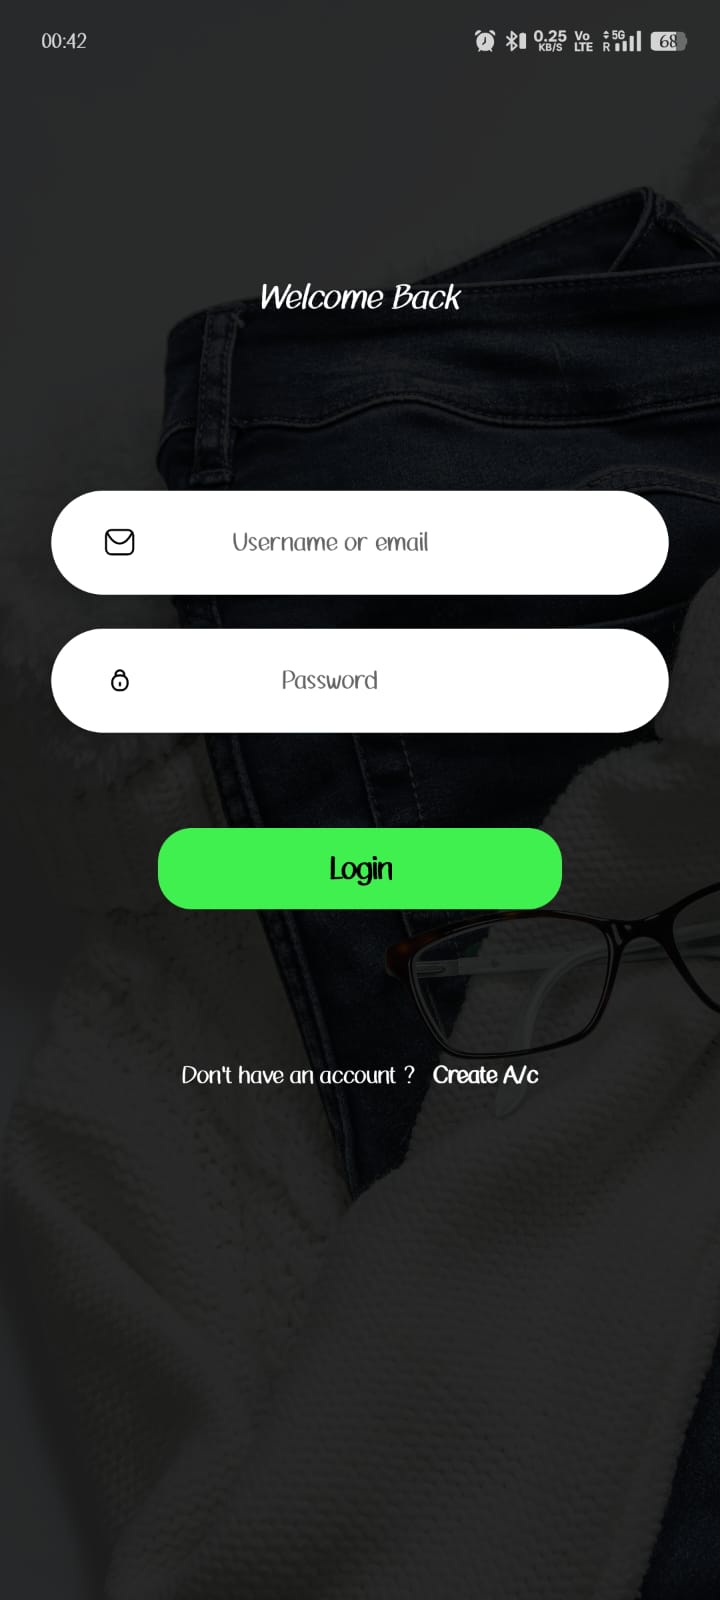 00:42 0.25 KB/S Vo LTE 5G R 68
Welcome Back
Username or email
Password
Login
Don't have an account ? Create A/c